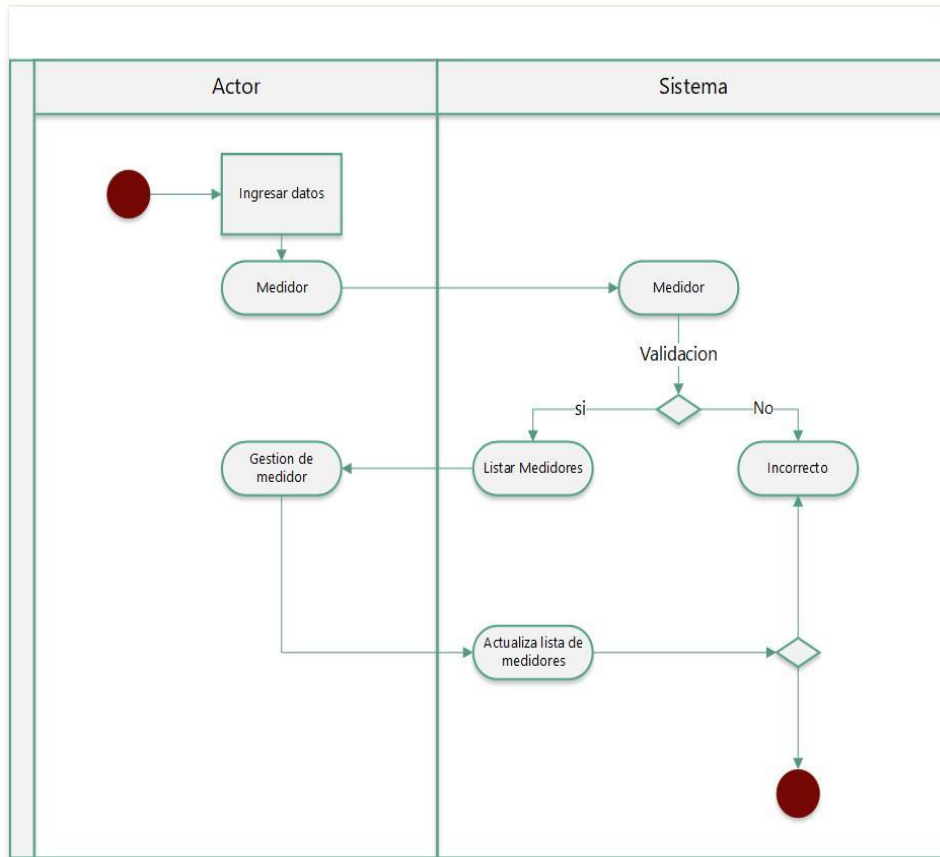 Actor
Sistema
Ingresar datos
Medidor
Medidor
Validacion
si
No
Gestion de
medidor
Listar Medidores
Incorrecto
Actualiza lista de
medidores